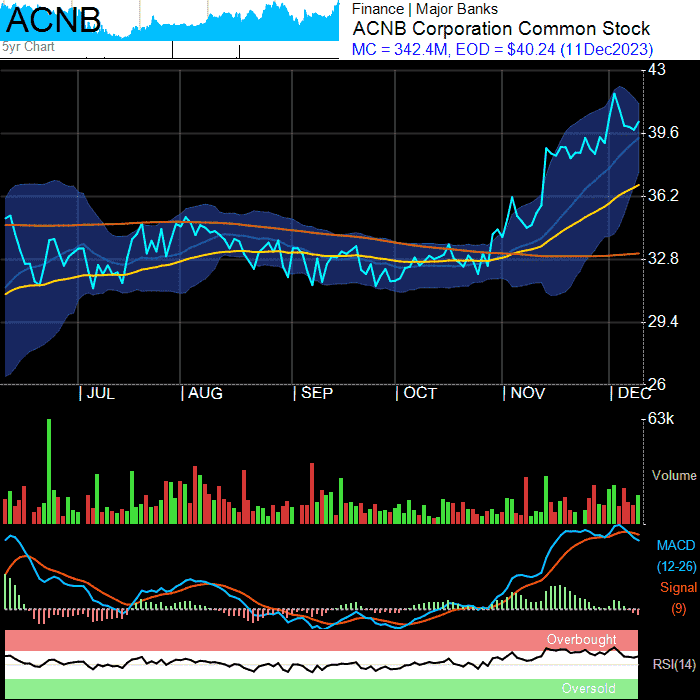 ACNB
5yr Chart
Finance | Major Banks
ACNB Corporation Common Stock
MC = 342.4M, EOD = $40.24 (11Dec2023)
43
39.6
36.2
32.8
29.4
26
| JUL | AUG | SEP | OCT | NOV | DEC
63k
Volume
MACD
(12-26)
Signal
(9)
Overbought
RSI(14)
Oversold